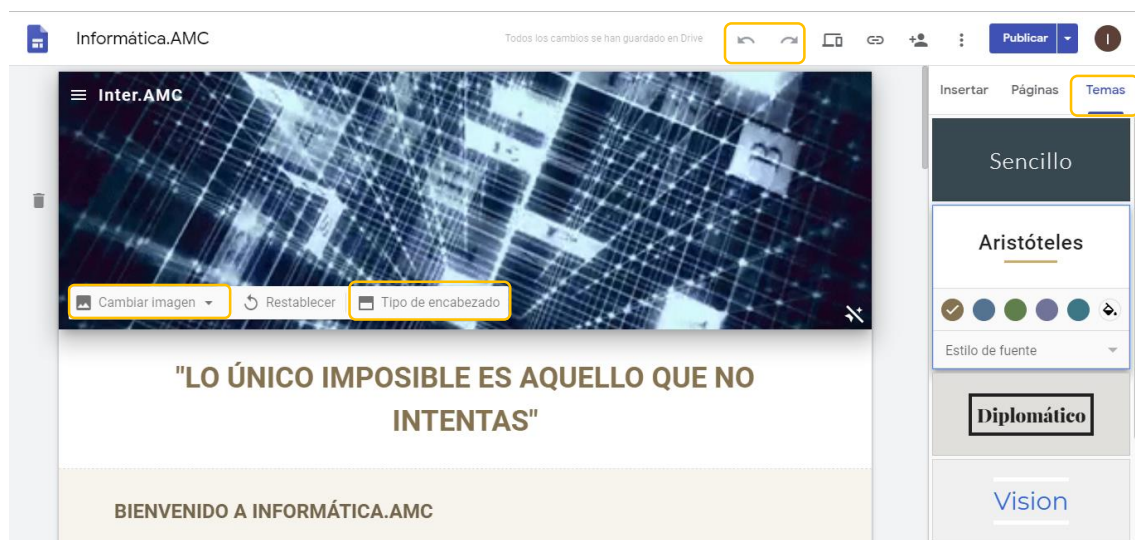 Informática.AMC
Todos los cambios se han guardado en Drive
Publicar
I
Inter.AMC
Insertar Páginas Temas
Sencillo
Aristóteles
Estilo de fuente
Diplomático
Vision
Cambiar imagen
Restablecer
Tipo de encabezado
"LO ÚNICO IMPOSIBLE ES AQUELLO QUE NO
INTENTAS"
BIENVENIDO A INFORMÁTICA.AMC